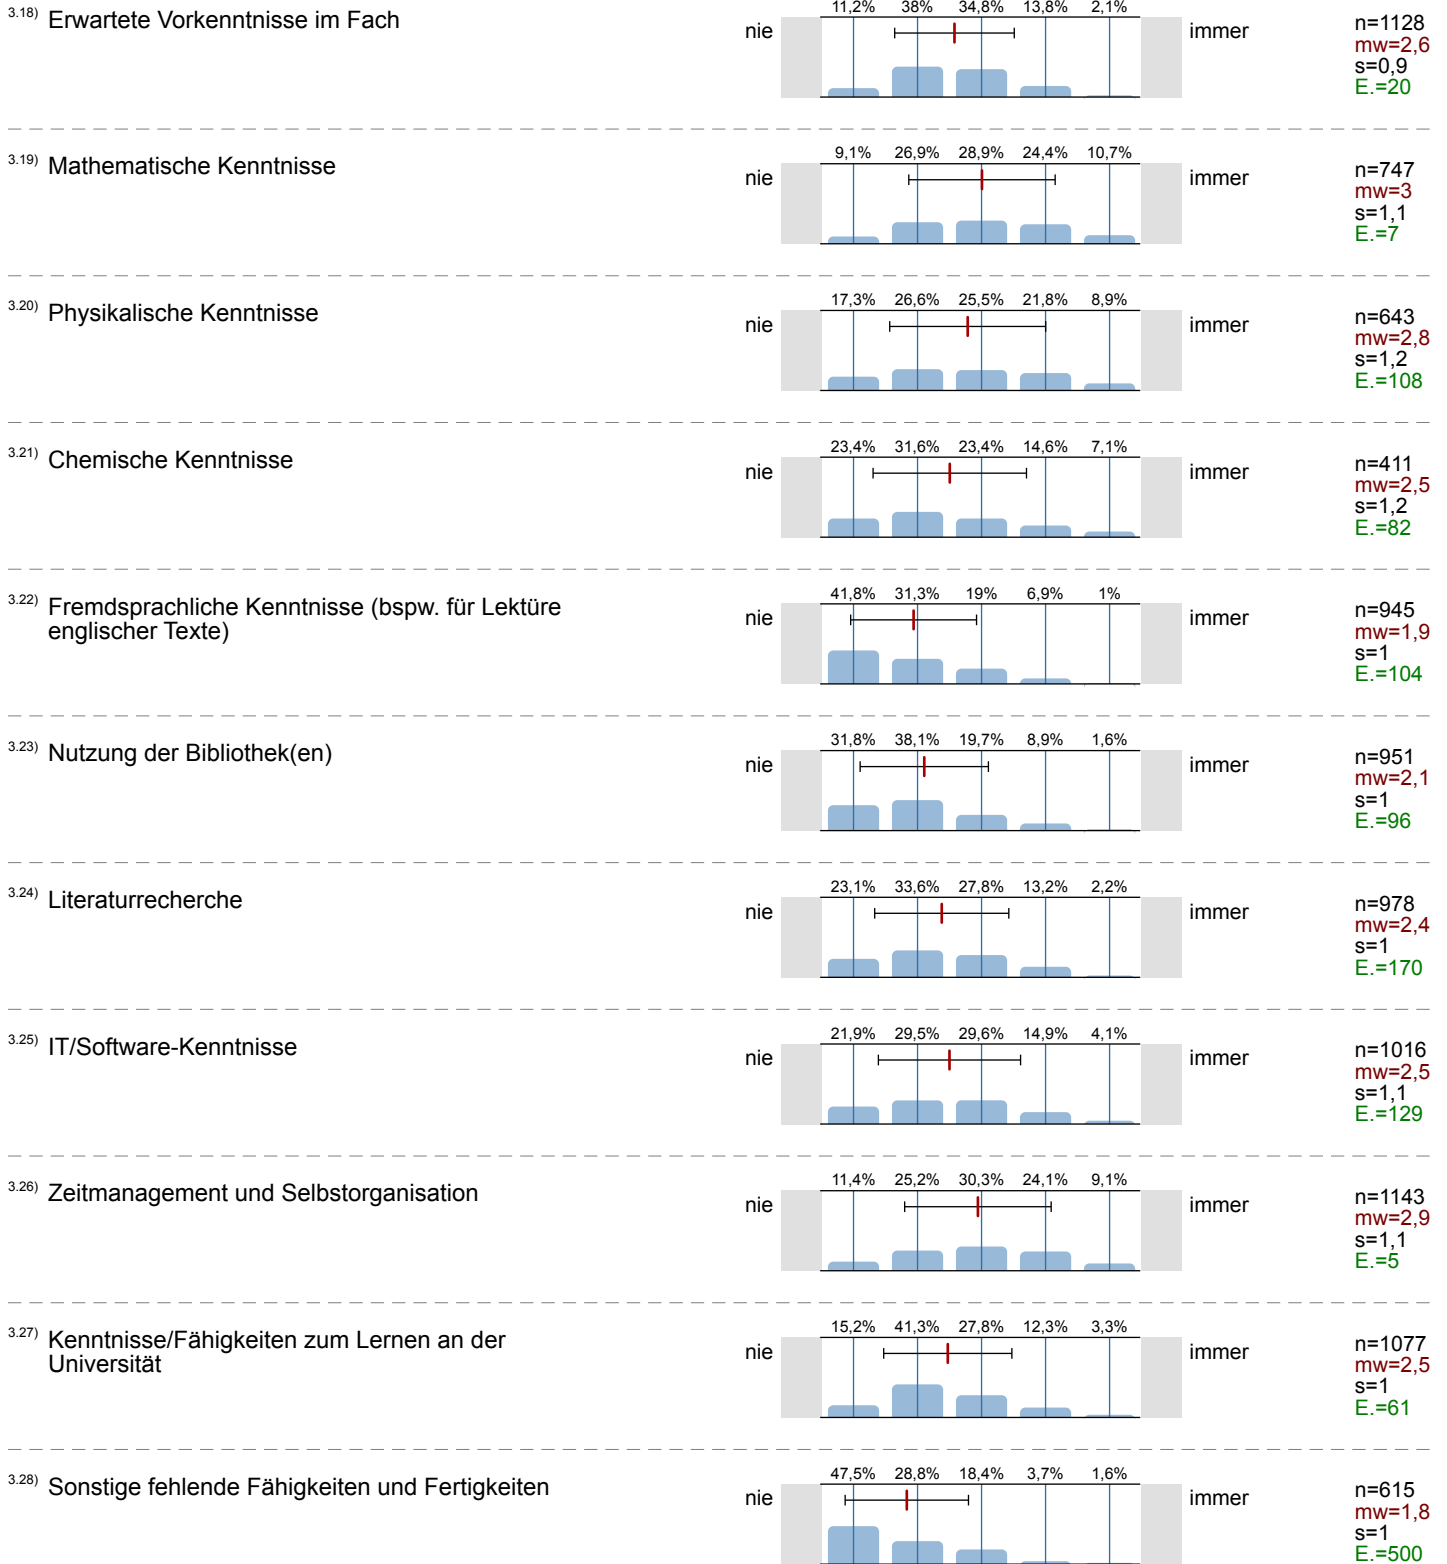 3.18) Erwartete Vorkenntnisse im Fach
11,2% 38% 34,8% 13,8% 2,1%
nie immer
n=1128
mw=2,6
s=0,9
E.=20
3.19) Mathematische Kenntnisse
9,1% 26,9% 28,9% 24,4% 10,7%
nie immer
n=747
mw=3
s=1,1
E.=7
3.20) Physikalische Kenntnisse
17,3% 26,6% 25,5% 21,8% 8,9%
nie immer
n=643
mw=2,8
s=1,2
E.=108
3.21) Chemische Kenntnisse
23,4% 31,6% 23,4% 14,6% 7,1%
nie immer
n=411
mw=2,5
s=1,2
E.=82
3.22) Fremdsprachliche Kenntnisse (bspw. für Lektüre
englischer Texte)
41,8% 31,3% 19% 6,9% 1%
nie immer
n=945
mw=1,9
s=1
E.=104
3.23) Nutzung der Bibliothek(en)
31,8% 38,1% 19,7% 8,9% 1,6%
nie immer
n=951
mw=2,1
s=1
E.=96
3.24) Literaturrecherche
23,1% 33,6% 27,8% 13,2% 2,2%
nie immer
n=978
mw=2,4
s=1
E.=170
3.25) IT/Software-Kenntnisse
21,9% 29,5% 29,6% 14,9% 4,1%
nie immer
n=1016
mw=2,5
s=1,1
E.=129
3.26) Zeitmanagement und Selbstorganisation
11,4% 25,2% 30,3% 24,1% 9,1%
nie immer
n=1143
mw=2,9
s=1,1
E.=5
3.27) Kenntnisse/Fähigkeiten zum Lernen an der
Universität
15,2% 41,3% 27,8% 12,3% 3,3%
nie immer
n=1077
mw=2,5
s=1
E.=61
3.28) Sonstige fehlende Fähigkeiten und Fertigkeiten
47,5% 28,8% 18,4% 3,7% 1,6%
nie immer
n=615
mw=1,8
s=1
E.=500